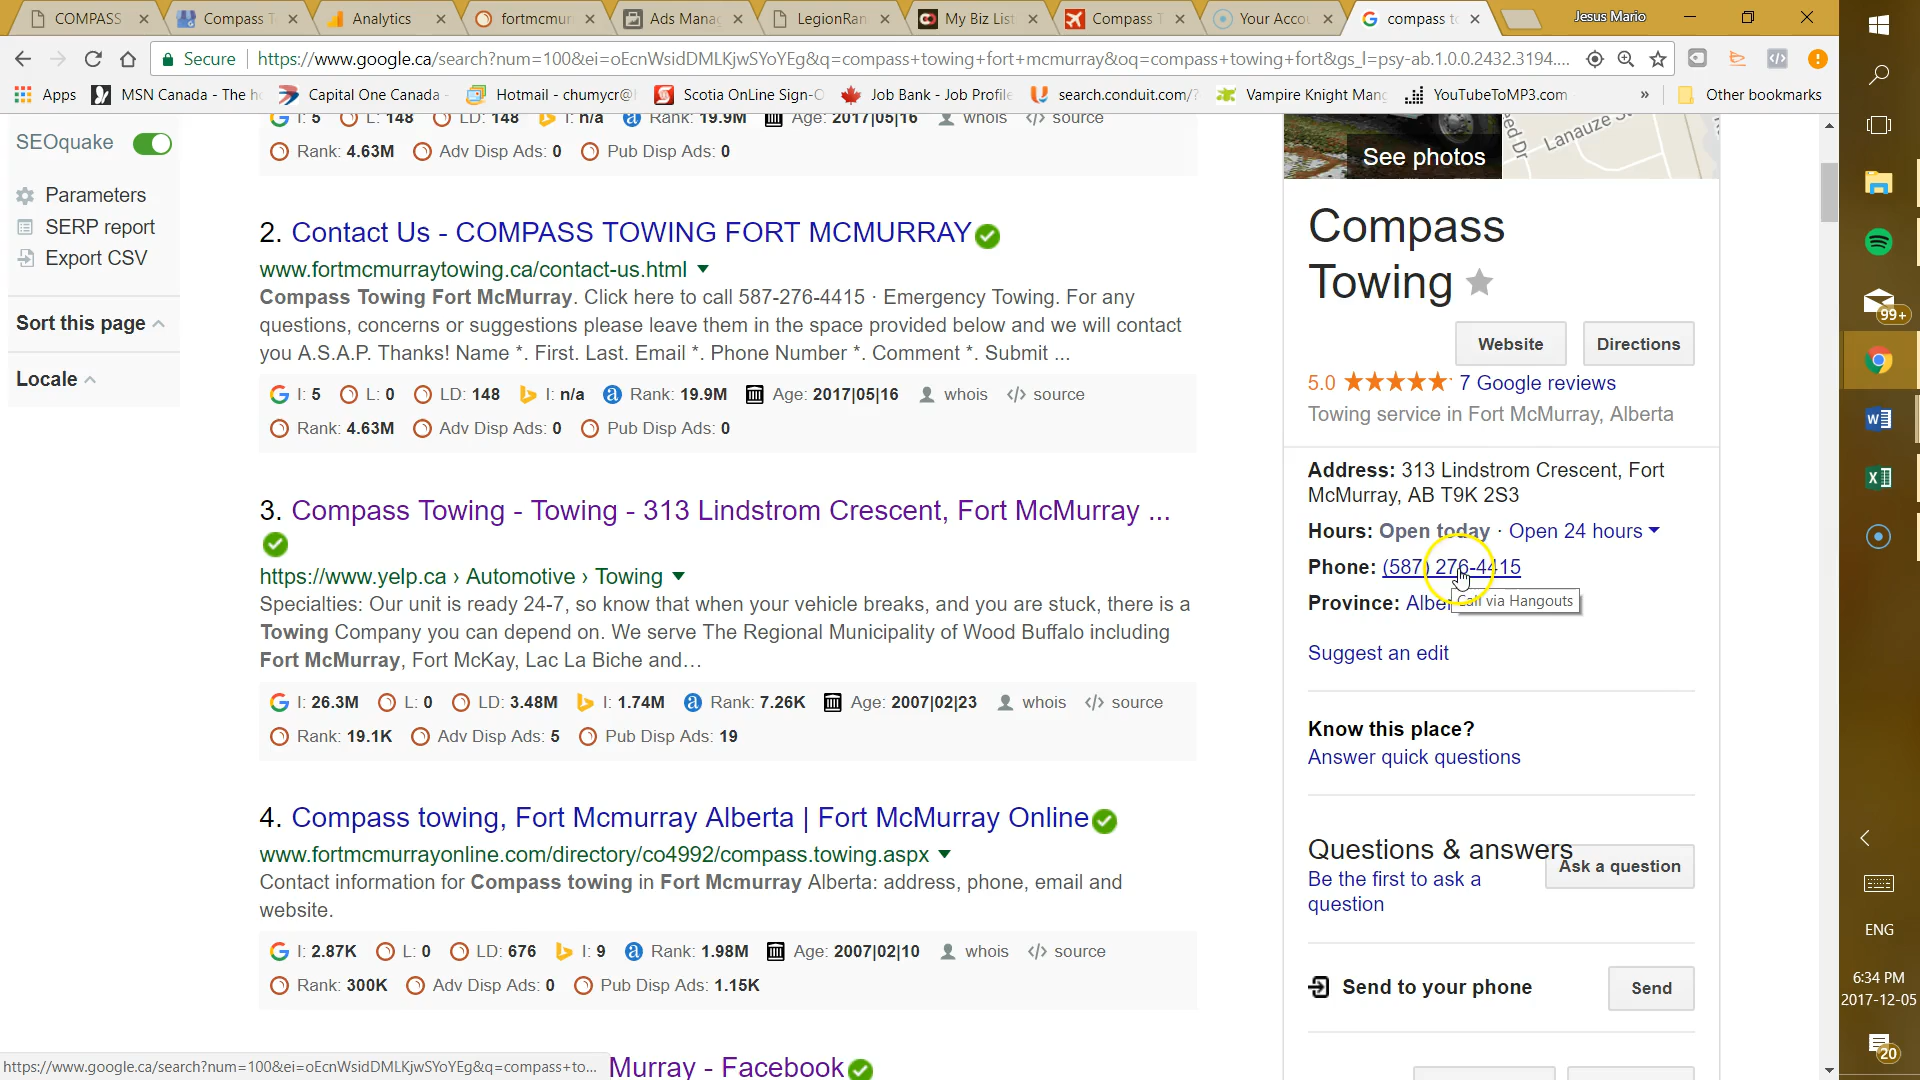 COMPASS
Compass T
Analytics
fortmcmur
Ads Mana
LegionRan
My Biz List
Compass T
Your Accou
compass to
Jesus Mario
Secure
https://www.google.ca/search?num=100&ei=oEcnWsidDMLKjwSYoYEg&q=compass+towing+fort+mcmurray&oq=compass+towing+fort&gs_l=psy-ab.1.0.0.2432.3194....
Apps
MSN Canada - The h
Capital One Canada -
Hotmail - chumycr@
Scotia OnLine Sign-O
Job Bank - Job Profile
search.conduit.com/?
Vampire Knight Mang
YouTubeToMP3.com
»
Other bookmarks
SEOquake
Parameters
SERP report
Export CSV
Sort this page
Locale
I: 5 L: 148 LD: 148 I: n/a Rank: 19.9M Age: 2017|05|16 whois </> source
Rank: 4.63M Adv Disp Ads: 0 Pub Disp Ads: 0
2. Contact Us - COMPASS TOWING FORT MCMURRAY
www.fortmcmurraytowing.ca/contact-us.html
Compass Towing Fort McMurray. Click here to call 587-276-4415 · Emergency Towing. For any
questions, concerns or suggestions please leave them in the space provided below and we will contact
you A.S.A.P. Thanks! Name *. First. Last. Email *. Phone Number *. Comment *. Submit ...
I: 5 L: 0 LD: 148 I: n/a Rank: 19.9M Age: 2017|05|16 whois </> source
Rank: 4.63M Adv Disp Ads: 0 Pub Disp Ads: 0
3. Compass Towing - Towing - 313 Lindstrom Crescent, Fort McMurray ...
https://www.yelp.ca › Automotive › Towing
Specialties: Our unit is ready 24-7, so know that when your vehicle breaks, and you are stuck, there is a
Towing Company you can depend on. We serve The Regional Municipality of Wood Buffalo including
Fort McMurray, Fort McKay, Lac La Biche and…
I: 26.3M L: 0 LD: 3.48M I: 1.74M Rank: 7.26K Age: 2007|02|23 whois </> source
Rank: 19.1K Adv Disp Ads: 5 Pub Disp Ads: 19
4. Compass towing, Fort Mcmurray Alberta | Fort McMurray Online
www.fortmcmurrayonline.com/directory/co4992/compass.towing.aspx
Contact information for Compass towing in Fort Mcmurray Alberta: address, phone, email and
website.
I: 2.87K L: 0 LD: 676 I: 9 Rank: 1.98M Age: 2007|02|10 whois </> source
Rank: 300K Adv Disp Ads: 0 Pub Disp Ads: 1.15K
Murray - Facebook
https://www.google.ca/search?num=100&ei=oEcnWsidDMLKjwSYoYEg&q=compass+to...
See photos
Lanauze
Compass
Towing
Website
Directions
5.0 7 Google reviews
Towing service in Fort McMurray, Alberta
Address: 313 Lindstrom Crescent, Fort
McMurray, AB T9K 2S3
Hours: Open today · Open 24 hours
Phone: (587) 276-4415
Province: Albe
Call via Hangouts
Suggest an edit
Know this place?
Answer quick questions
Questions & answers
Be the first to ask a
question
Ask a question
Send to your phone
Send
99+
ENG
6:34 PM
2017-12-05
20